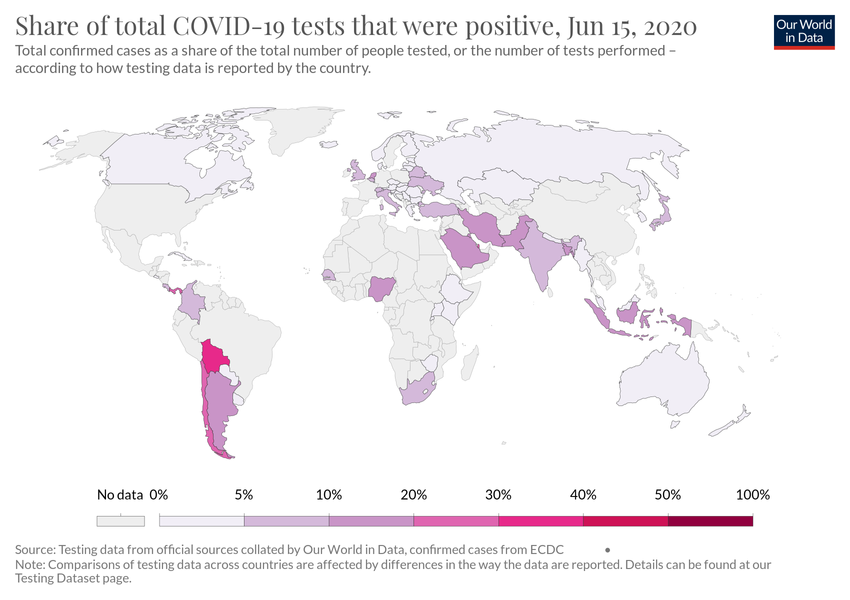 Share of total COVID-19 tests that were positive, Jun 15, 2020
Our World
in Data
Total confirmed cases as a share of the total number of people tested, or the number of tests performed –
according to how testing data is reported by the country.
No data 0% 5% 10% 20% 30% 40% 50% 100%
Source: Testing data from official sources collated by Our World in Data, confirmed cases from ECDC •
Note: Comparisons of testing data across countries are affected by differences in the way the data are reported. Details can be found at our
Testing Dataset page.